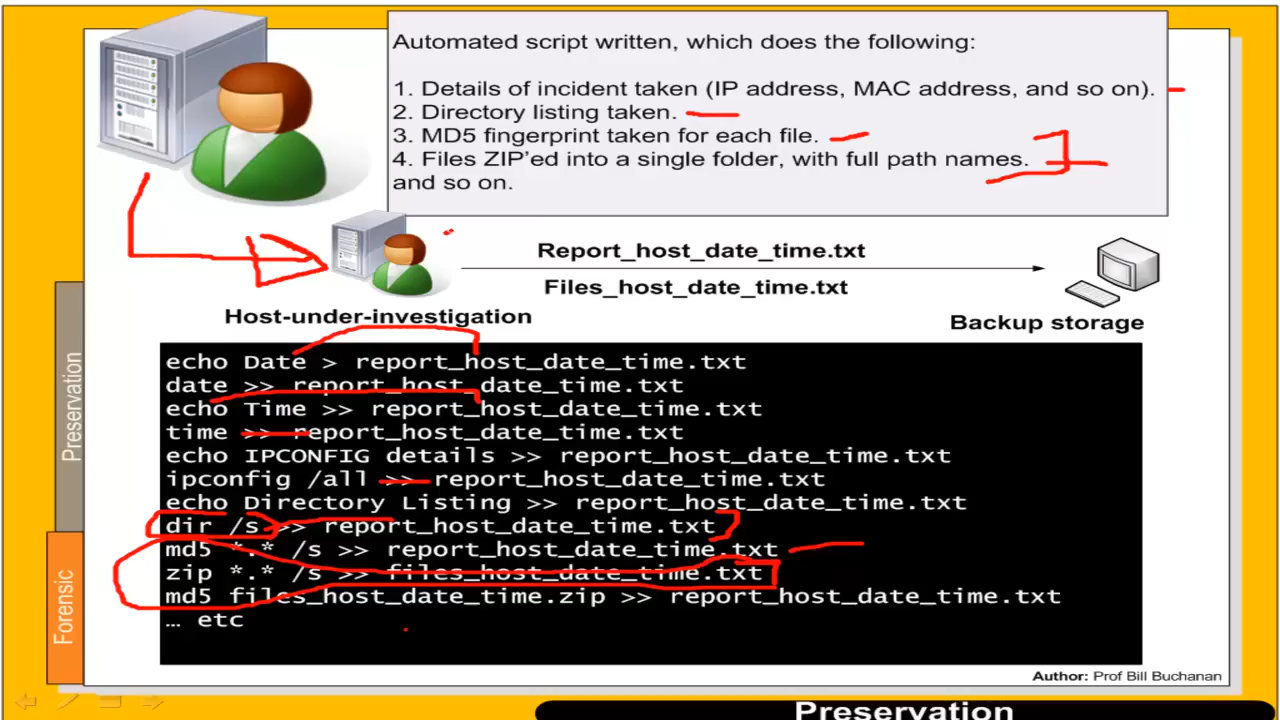 Automated script written, which does the following:
1. Details of incident taken (IP address, MAC address, and so on).
2. Directory listing taken.
3. MD5 fingerprint taken for each file.
4. Files ZIP'ed into a single folder, with full path names.
and so on.
Report_host_date_time.txt
Files_host_date_time.txt
Host-under-investigation
Backup storage
echo Date > report_host_date_time.txt
date >> report_host_date_time.txt
echo Time >> report_host_date_time.txt
time >> report_host_date_time.txt
echo IPCONFIG details >> report_host_date_time.txt
ipconfig /all >> report_host_date_time.txt
echo Directory Listing >> report_host_date_time.txt
dir /s >> report_host_date_time.txt
md5 *.* /s >> report_host_date_time.txt
zip *.* /s >> files_host_date_time.txt
md5 files_host_date_time.zip >> report_host_date_time.txt
… etc
Preservation
Forensic
Author: Prof Bill Buchanan
Preservation